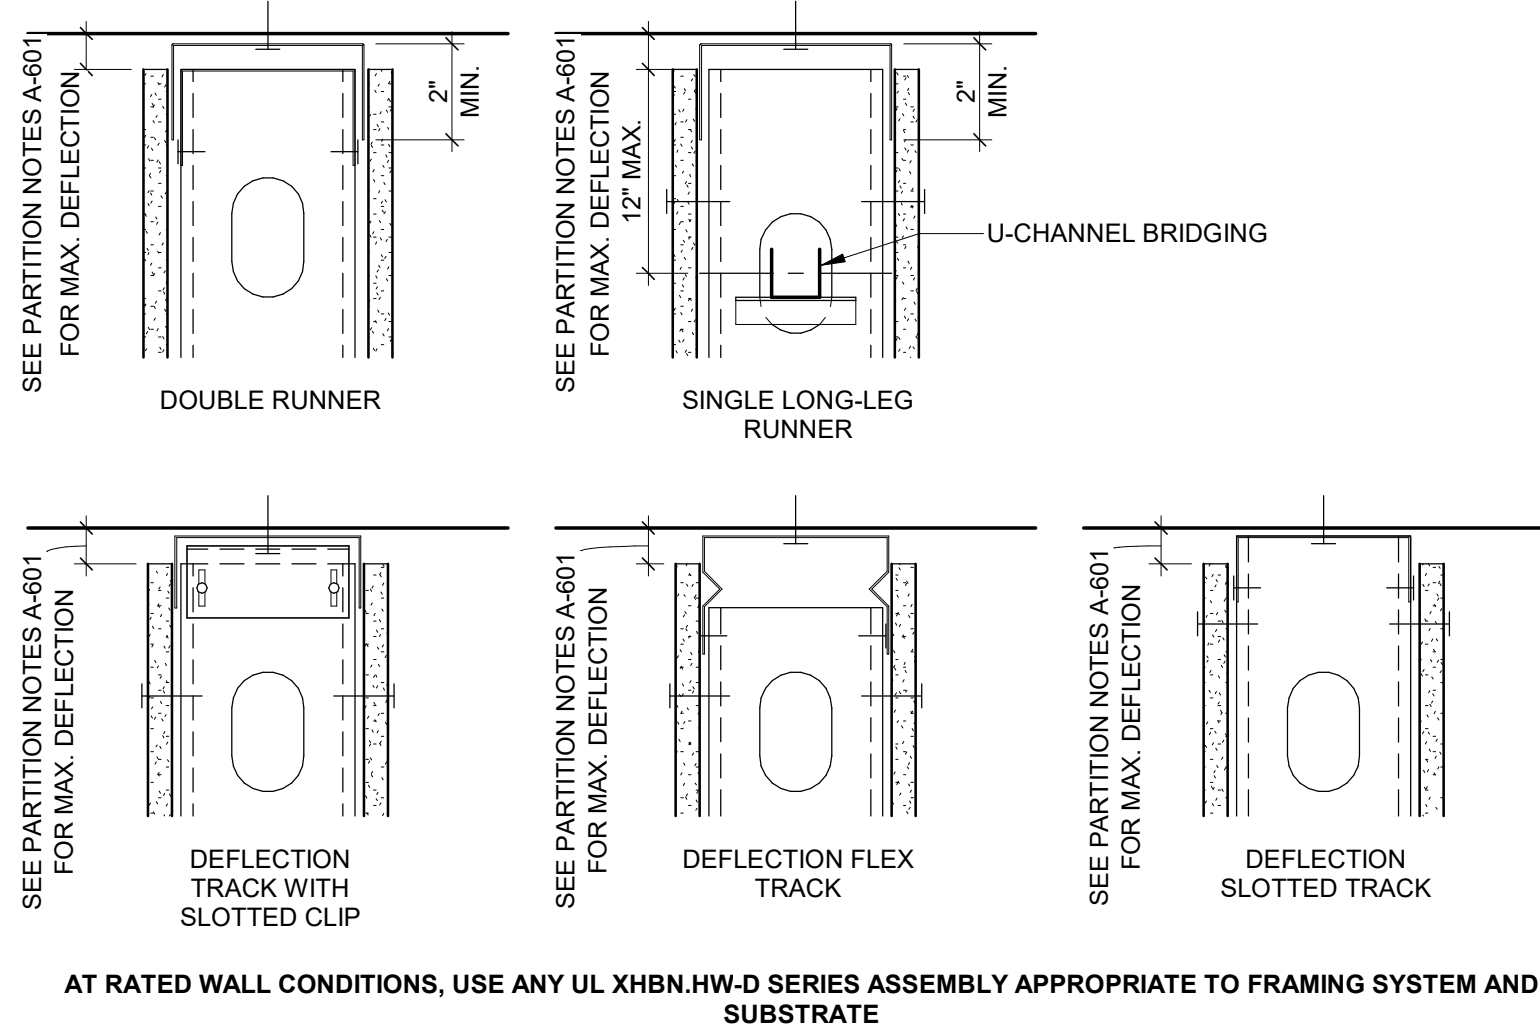 SEE PARTITION NOTES A-601
FOR MAX. DEFLECTION
2"
MIN.
DOUBLE RUNNER
SEE PARTITION NOTES A-601
FOR MAX. DEFLECTION
12" MAX.
2"
MIN.
U-CHANNEL BRIDGING
SINGLE LONG-LEG
RUNNER
SEE PARTITION NOTES A-601
FOR MAX. DEFLECTION
DEFLECTION
TRACK WITH
SLOTTED CLIP
SEE PARTITION NOTES A-601
FOR MAX. DEFLECTION
DEFLECTION FLEX
TRACK
SEE PARTITION NOTES A-601
FOR MAX. DEFLECTION
DEFLECTION
SLOTTED TRACK
AT RATED WALL CONDITIONS, USE ANY UL XHBN.HW-D SERIES ASSEMBLY APPROPRIATE TO FRAMING SYSTEM AND
SUBSTRATE